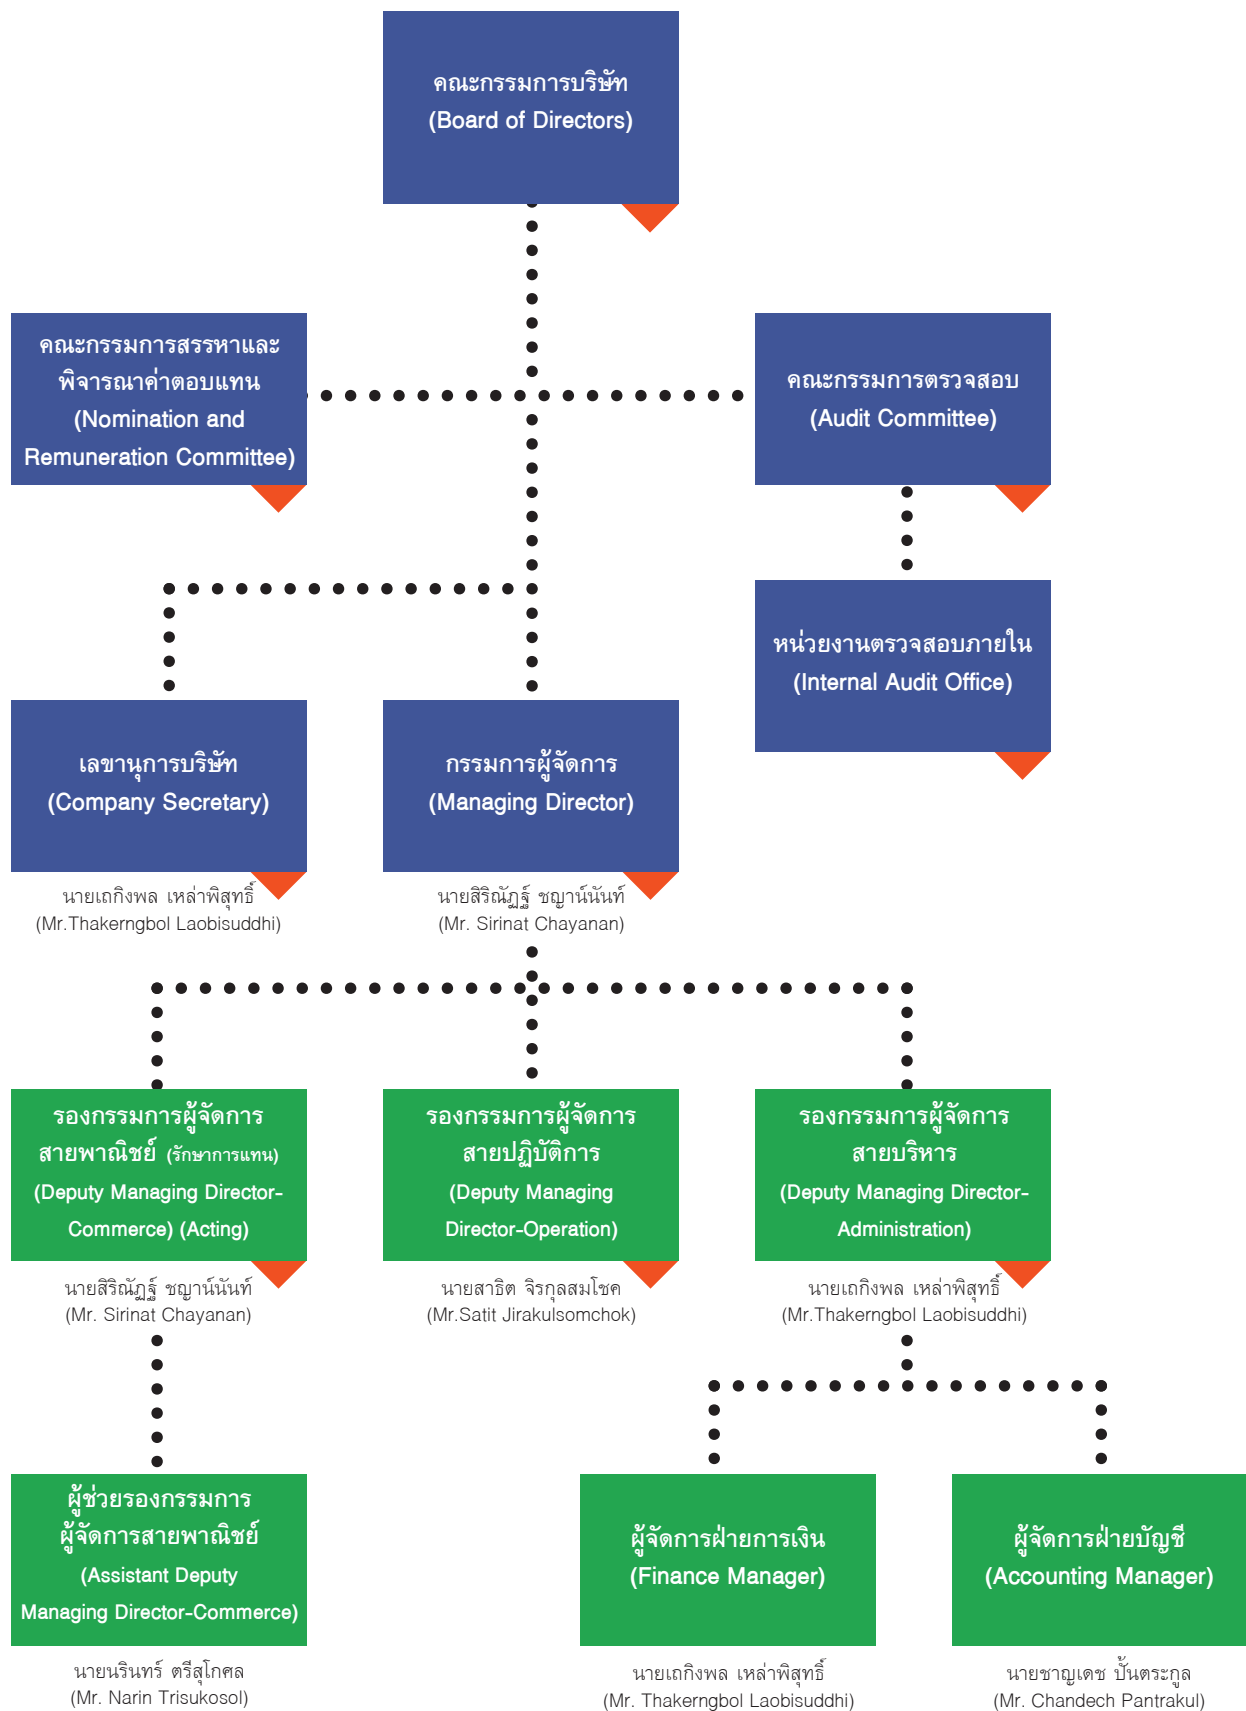 คณะกรรมการบริษัท
(Board of Directors)
คณะกรรมการสรรหาและ
พิจารณาค่าตอบแทน
(Nomination and
Remuneration Committee)
คณะกรรมการตรวจสอบ
(Audit Committee)
หน่วยงานตรวจสอบภายใน
(Internal Audit Office)
เลขานุการบริษัท
(Company Secretary)
นายเถกิงพล เหล่าพิสุทธิ์
(Mr.Thakerngbol Laobisuddhi)
กรรมการผู้จัดการ
(Managing Director)
นายสิริณัฏฐ์ ชญาน์นันท์
(Mr. Sirinat Chayanan)
รองกรรมการผู้จัดการ
สายพาณิชย์ (รักษาการแทน)
(Deputy Managing Director-
Commerce) (Acting)
นายสิริณัฏฐ์ ชญาน์นันท์
(Mr. Sirinat Chayanan)
รองกรรมการผู้จัดการ
สายปฏิบัติการ
(Deputy Managing
Director-Operation)
นายสาธิต จิรกุลสมโชค
(Mr.Satit Jirakulsomchok)
รองกรรมการผู้จัดการ
สายบริหาร
(Deputy Managing Director-
Administration)
นายเถกิงพล เหล่าพิสุทธิ์
(Mr.Thakerngbol Laobisuddhi)
ผู้ช่วยรองกรรมการ
ผู้จัดการสายพาณิชย์
(Assistant Deputy
Managing Director-Commerce)
นายนรินทร์ ตรีสุโกศล
(Mr. Narin Trisukosol)
ผู้จัดการฝ่ายการเงิน
(Finance Manager)
นายเถกิงพล เหล่าพิสุทธิ์
(Mr. Thakerngbol Laobisuddhi)
ผู้จัดการฝ่ายบัญชี
(Accounting Manager)
นายชาญเดช ปั้นตระกูล
(Mr. Chandech Pantrakul)